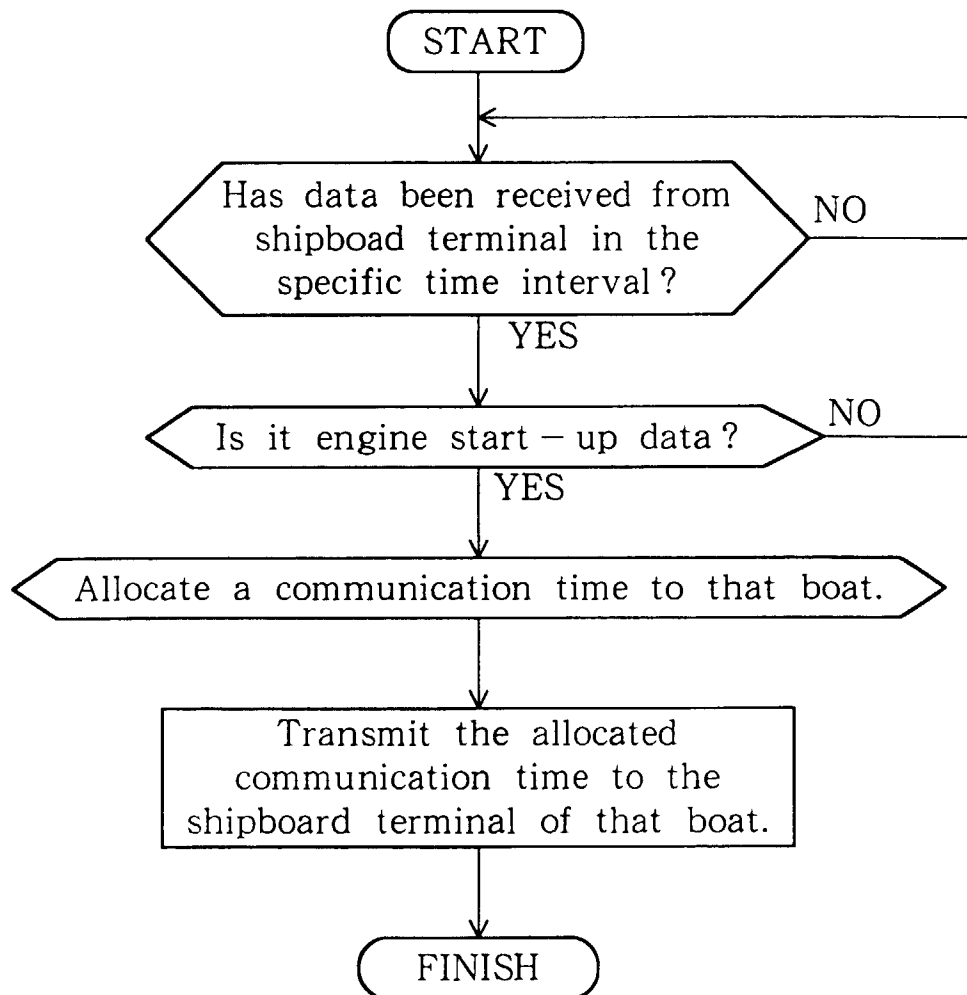 START
Has data been received from
shipboad terminal in the
specific time interval?
NO
YES
Is it engine start－up data?
NO
YES
Allocate a communication time to that boat.
Transmit the allocated
communication time to the
shipboard terminal of that boat.
FINISH